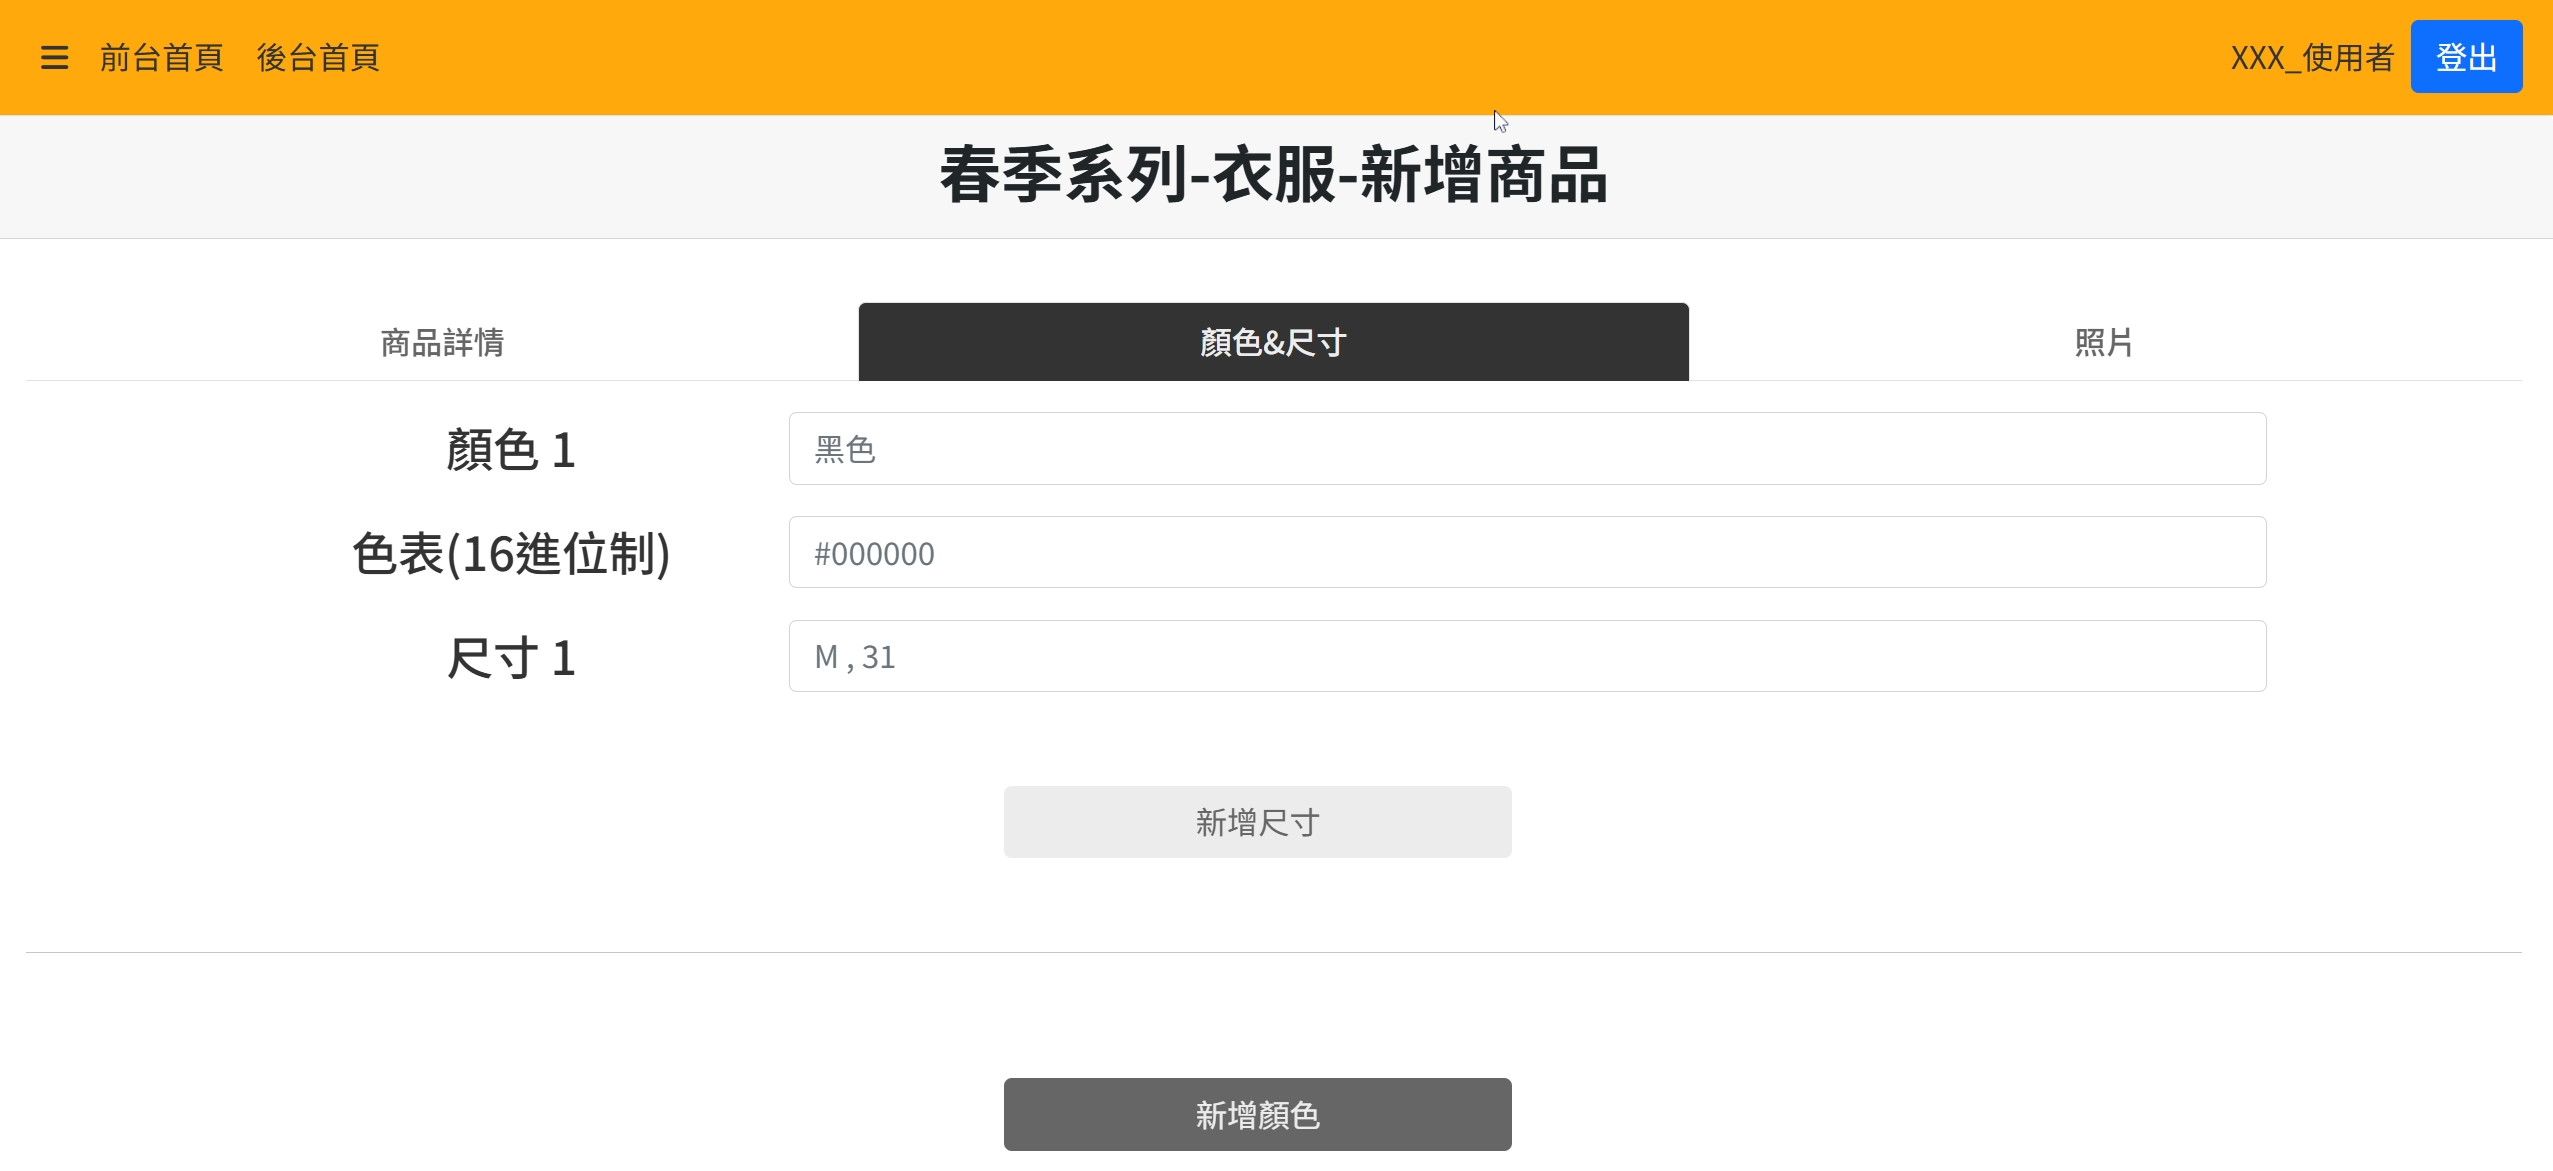 前台首頁 後台首頁 XXX_使用者 登出
春季系列-衣服-新增商品
商品詳情 顏色&尺寸 照片
顏色 1 黑色
色表(16進位制) #000000
尺寸 1 M , 31
新增尺寸
新增顏色